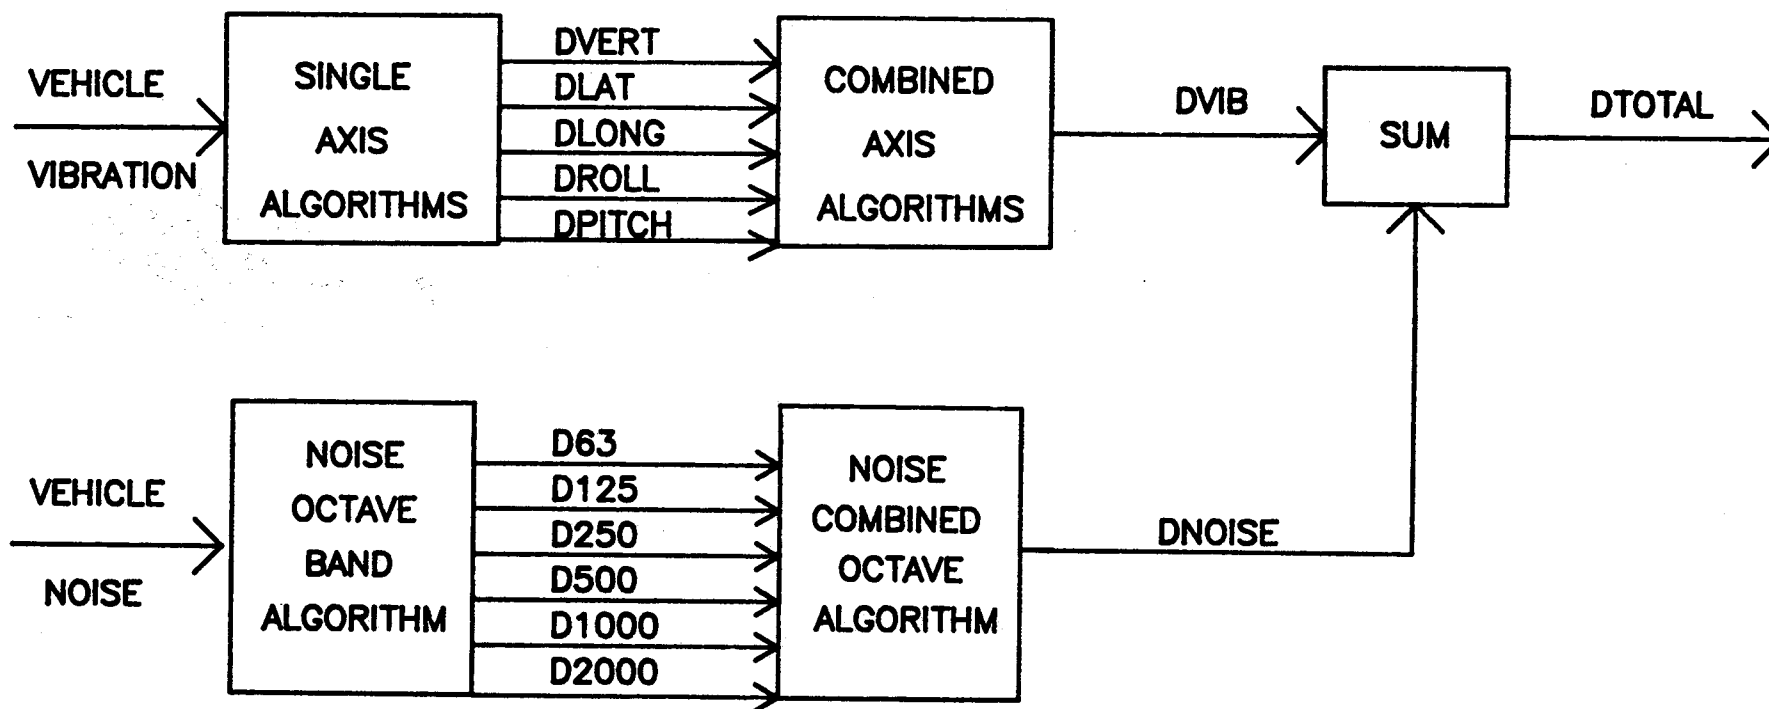 VEHICLE
VIBRATION
SINGLE
AXIS
ALGORITHMS
DVERT
DLAT
DLONG
DROLL
DPITCH
COMBINED
AXIS
ALGORITHMS
DVIB
SUM
DTOTAL
VEHICLE
NOISE
NOISE
OCTAVE
BAND
ALGORITHM
D63
D125
D250
D500
D1000
D2000
NOISE
COMBINED
OCTAVE
ALGORITHM
DNOISE